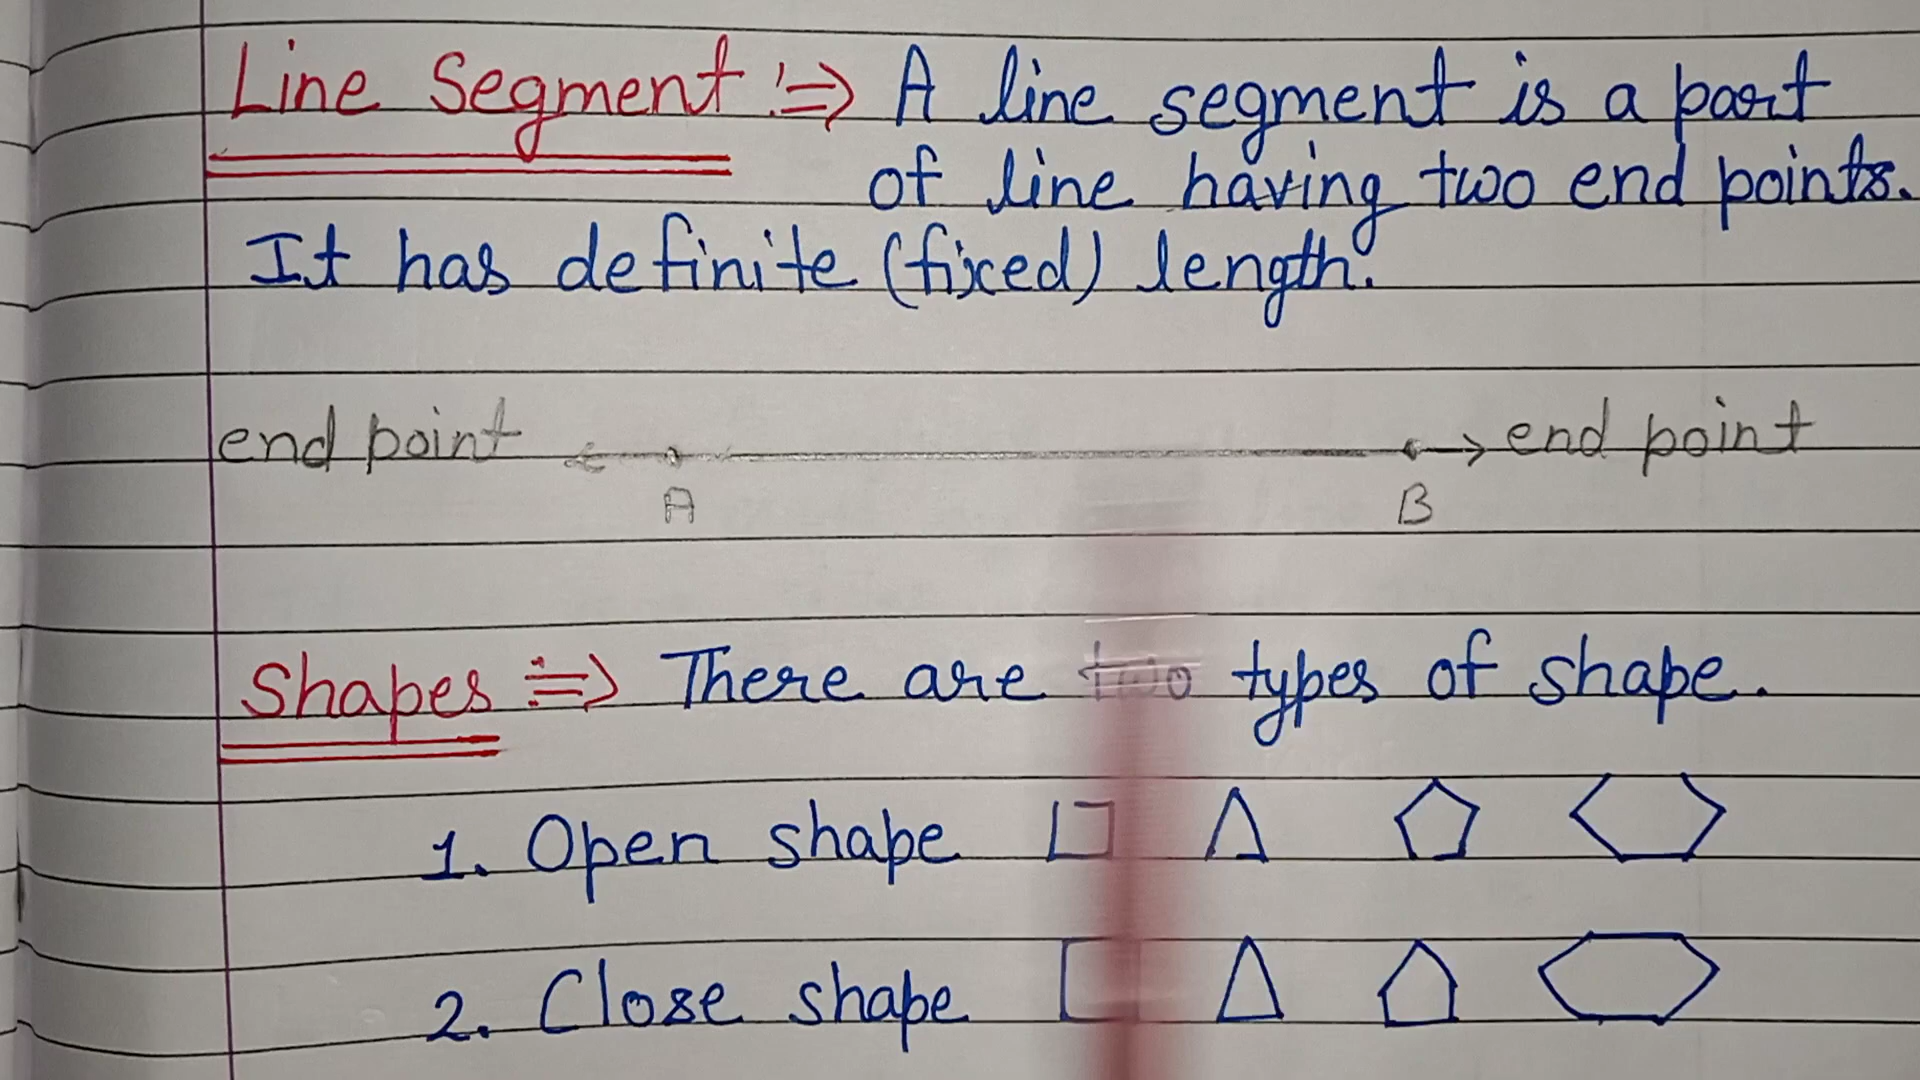 Line Segment :⇒ A line segment is a part
of line having two end points.
It has definite (fixed) length.
end point end point
A B
Shapes :⇒ There are two types of shape.
1. Open shape
2. Close shape